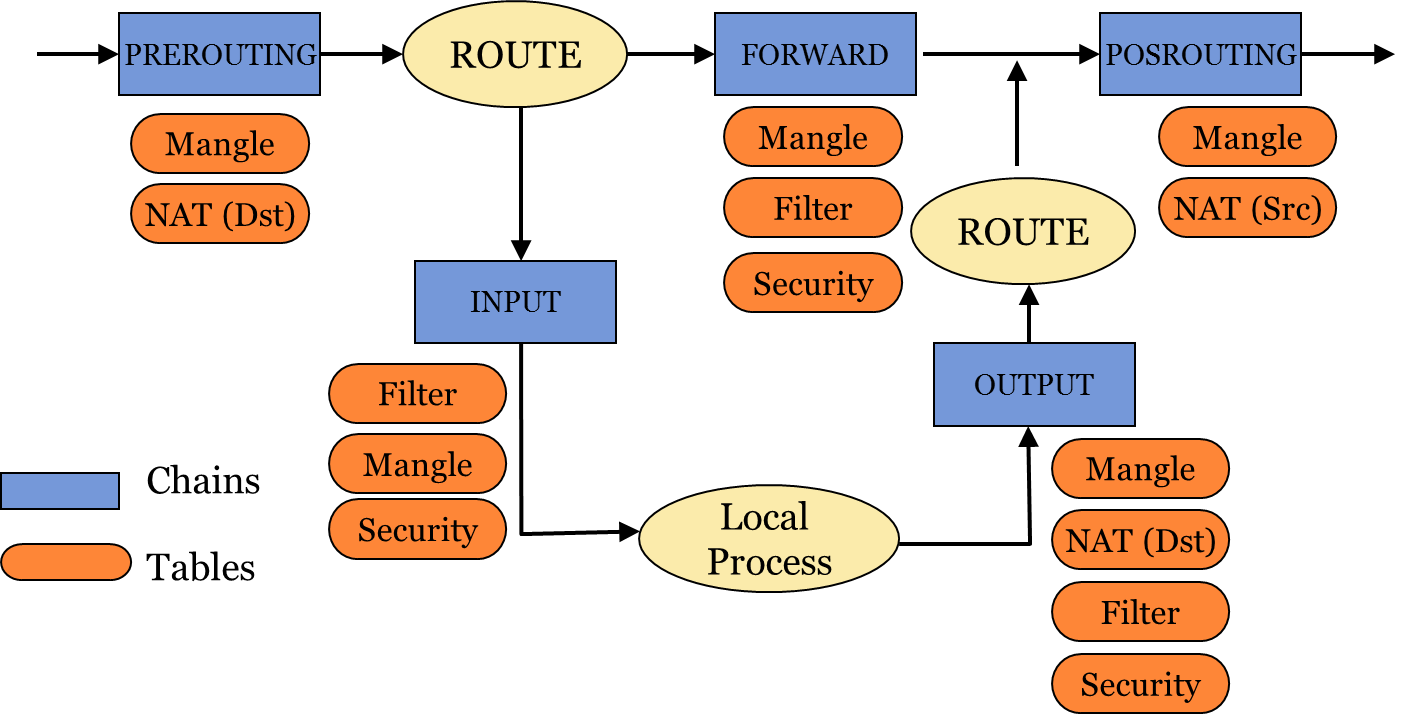 PREROUTING
ROUTE
FORWARD
POSROUTING
Mangle
NAT (Dst)
Mangle
Filter
Security
Mangle
NAT (Src)
ROUTE
INPUT
Filter
Mangle
Security
OUTPUT
Local
Process
Mangle
NAT (Dst)
Filter
Security
Chains
Tables